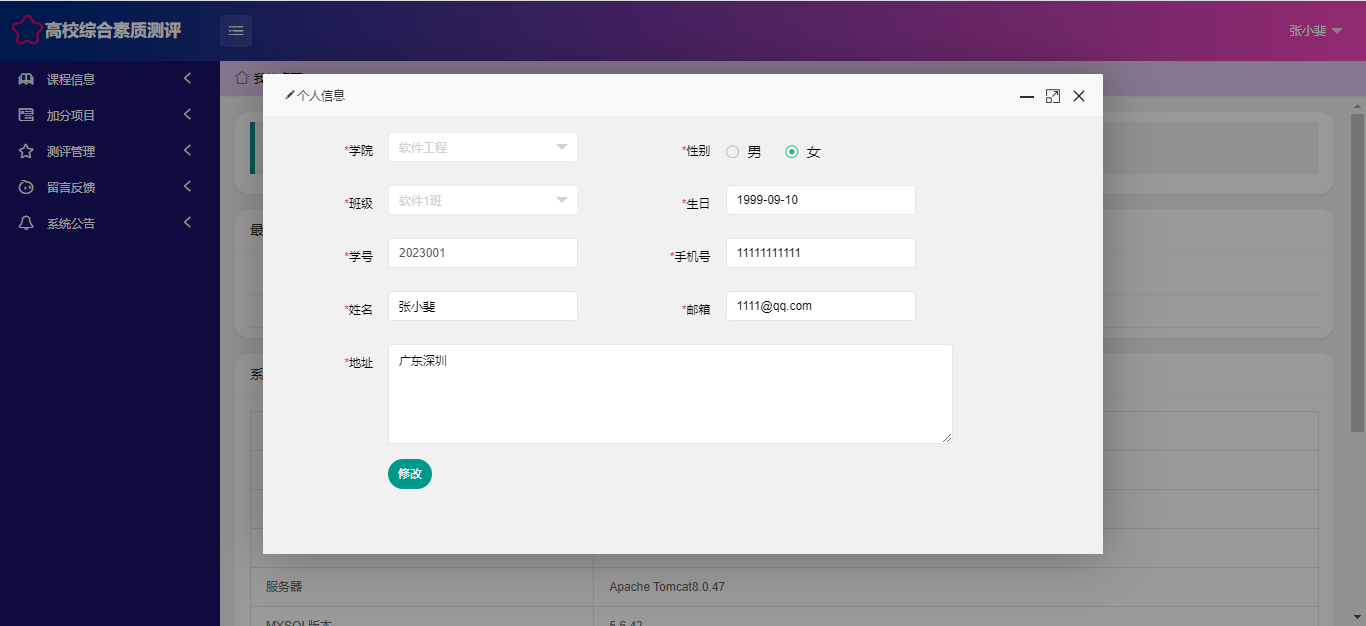 高校综合素质测评
张小斐
课程信息
加分项目
测评管理
留言反馈
系统公告
个人信息
*学院 软件工程 *性别 男 女
*班级 软件1班 *生日 1999-09-10
*学号 2023001 *手机号 11111111111
*姓名 张小斐 *邮箱 1111@qq.com
*地址 广东深圳
修改
最
系
服务器 Apache Tomcat8.0.47
MYSQL版本 5.6.42